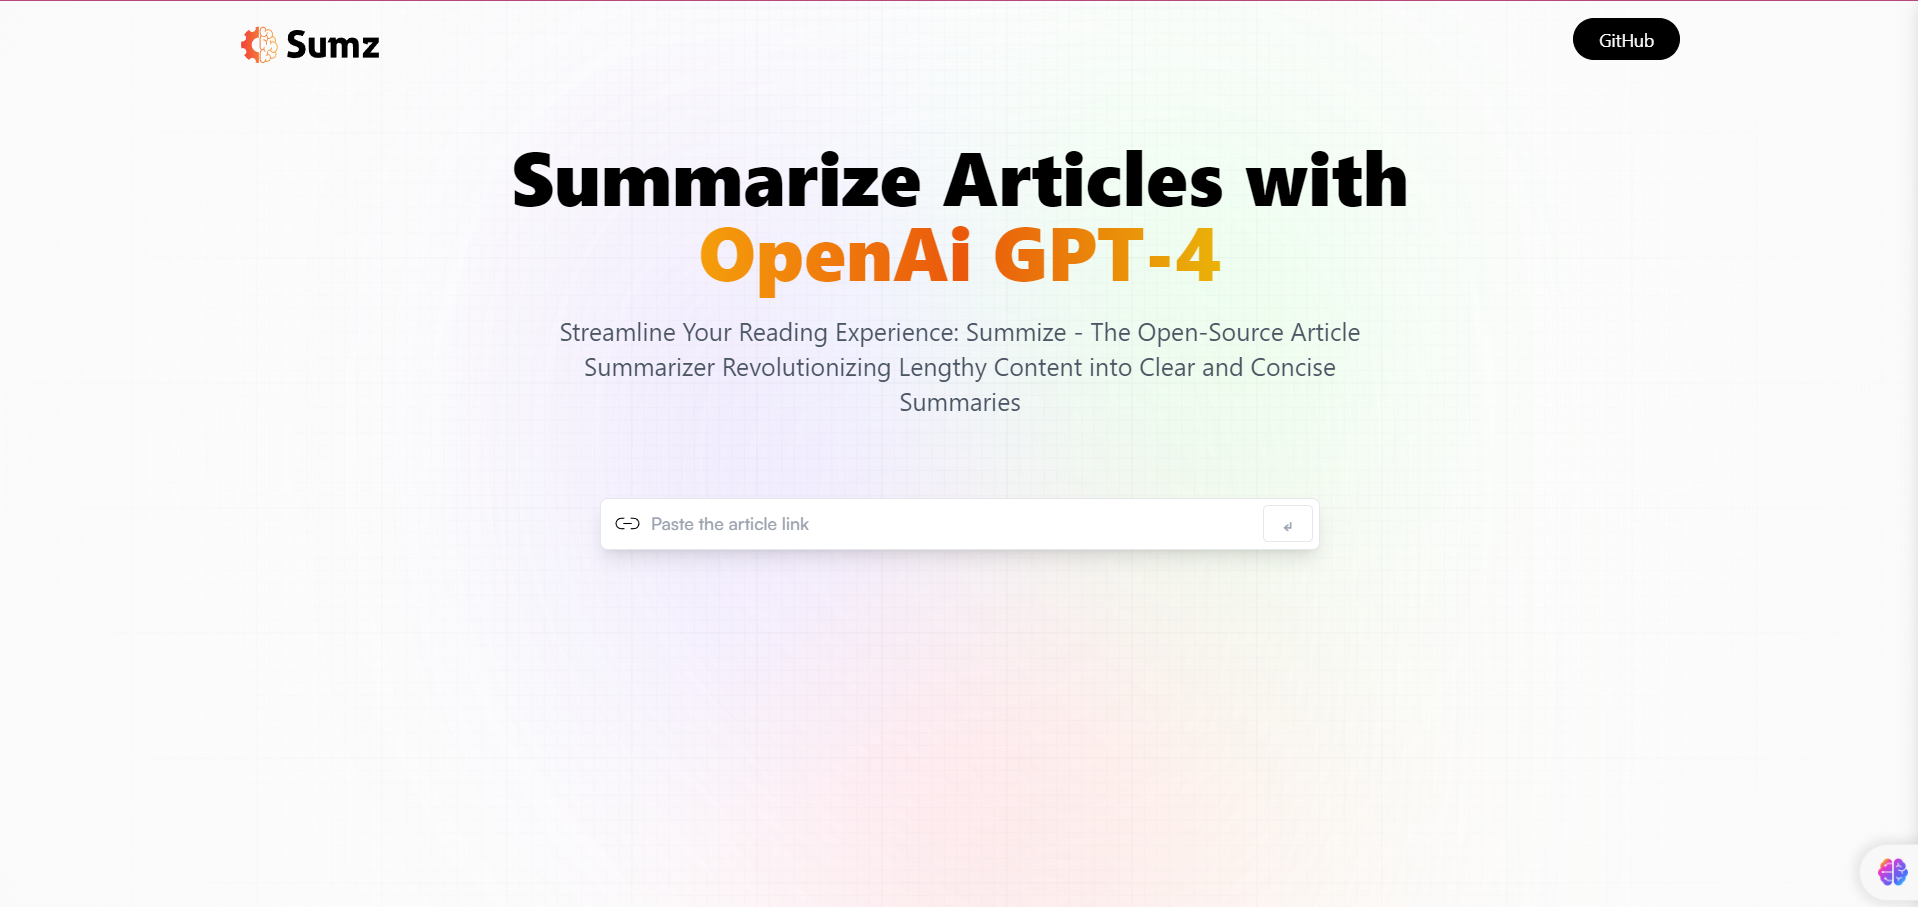 Sumz
GitHub
Summarize Articles with
OpenAi GPT-4
Streamline Your Reading Experience: Summize - The Open-Source Article
Summarizer Revolutionizing Lengthy Content into Clear and Concise
Summaries
Paste the article link
↲